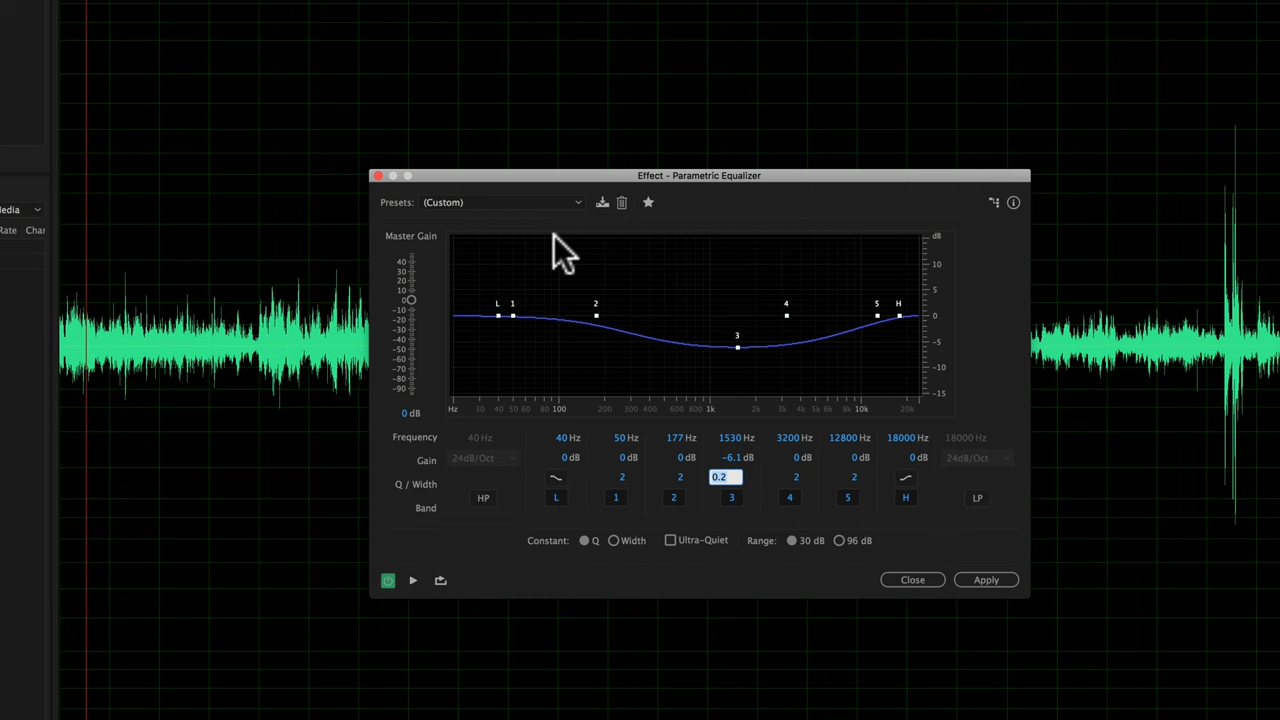 Effect - Parametric Equalizer
Presets: (Custom)
edia
Rate Char
Master Gain
dB
40
30
20
10
0
-10
-20
-30
-40
-50
-60
-70
-80
-90
0 dB
L 1 2 3 4 5 H
10
5
0
-5
-10
-15
Hz 30 40 50 60 80 100 200 300 400 600 800 1k 2k 3k 4k 5k 6k 8k 10k 20k
Frequency 40 Hz 40 Hz 50 Hz 177 Hz 1530 Hz 3200 Hz 12800 Hz 18000 Hz 18000 Hz
Gain 24dB/Oct 0 dB 0 dB 0 dB -6.1 dB 0 dB 0 dB 0 dB 24dB/Oct
Q / Width 2 2 0.2 2 2
Band HP L 1 2 3 4 5 H LP
Constant: Q Width Ultra-Quiet Range: 30 dB 96 dB
Close Apply